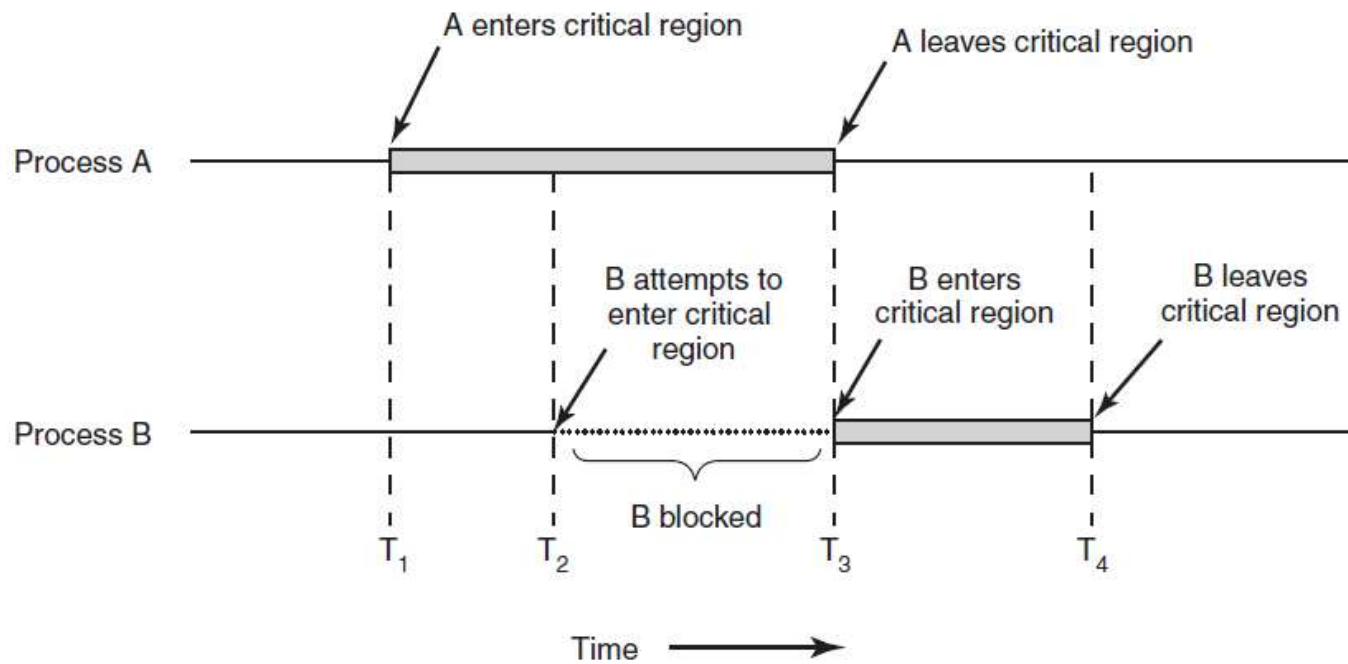 A enters critical region
A leaves critical region
Process A
B attempts to
enter critical
region
B enters
critical region
B leaves
critical region
Process B
B blocked
T1
T2
T3
T4
Time